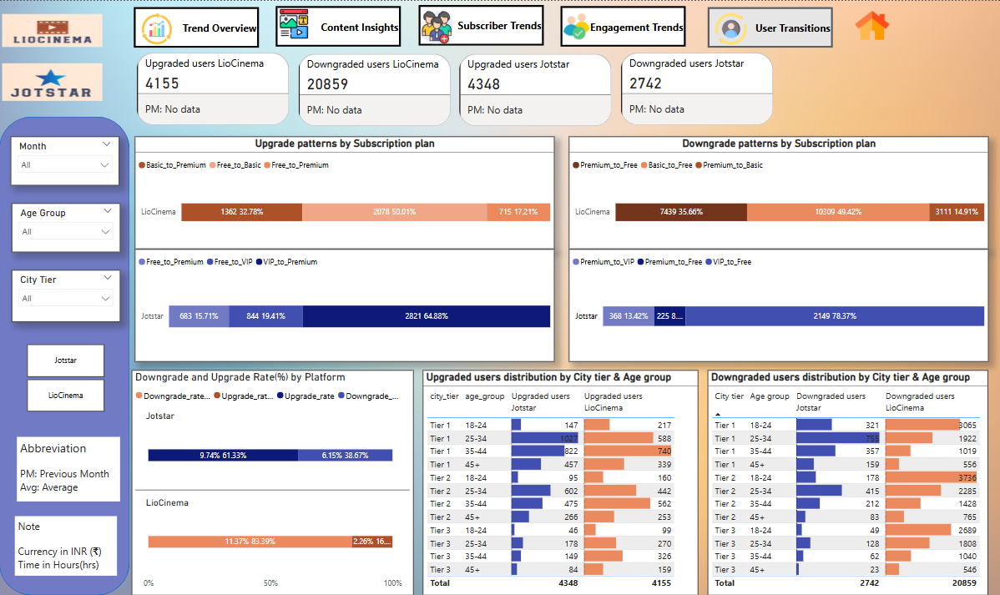 LIOCINEMA
JOTSTAR
Trend Overview
Content Insights
Subscriber Trends
Engagement Trends
User Transitions
Upgraded users LioCinema
4155
PM: No data
Downgraded users LioCinema
20859
PM: No data
Upgraded users Jotstar
4348
PM: No data
Downgraded users Jotstar
2742
PM: No data
Month
All
Age Group
All
City Tier
All
Jotstar
LioCinema
Abbreviation
PM: Previous Month
Avg: Average
Note
Currency in INR (₹)
Time in Hours(hrs)
Upgrade patterns by Subscription plan
Basic_to_Premium Free_to_Basic Free_to_Premium
LioCinema 1362 32.78% 2078 50.01% 715 17.21%
Free_to_Premium Free_to_VIP VIP_to_Premium
Jotstar 683 15.71% 844 19.41% 2821 64.88%
Downgrade patterns by Subscription plan
Premium_to_Free Basic_to_Free Premium_to_Basic
LioCinema 7439 35.66% 10309 49.42% 3111 14.91%
Premium_to_VIP Premium_to_Free VIP_to_Free
Jotstar 368 13.42% 225 8.... 2149 78.37%
Downgrade and Upgrade Rate(%) by Platform
Downgrade_rate... Upgrade_rat... Upgrade_rate Downgrade_...
Jotstar
9.74% 61.33% 6.15% 38.67%
LioCinema
11.37% 83.39% 2.26% 16....
0% 50% 100%
Upgraded users distribution by City tier & Age group
city_tier age_group Upgraded users Jotstar Upgraded users LioCinema
Tier 1 18-24 147 217
Tier 1 25-34 1027 588
Tier 1 35-44 822 740
Tier 1 45+ 457 339
Tier 2 18-24 95 160
Tier 2 25-34 602 442
Tier 2 35-44 475 562
Tier 2 45+ 266 253
Tier 3 18-24 46 99
Tier 3 25-34 178 270
Tier 3 35-44 149 326
Tier 3 45+ 84 159
Total 4348 4155
Downgraded users distribution by City tier & Age group
City tier Age group Downgraded users Jotstar Downgraded users LioCinema
Tier 1 18-24 321 3065
Tier 1 25-34 755 1922
Tier 1 35-44 357 1019
Tier 1 45+ 159 556
Tier 2 18-24 178 3736
Tier 2 25-34 415 2285
Tier 2 35-44 212 1428
Tier 2 45+ 83 765
Tier 3 18-24 49 2689
Tier 3 25-34 128 1808
Tier 3 35-44 62 1040
Tier 3 45+ 23 546
Total 2742 20859